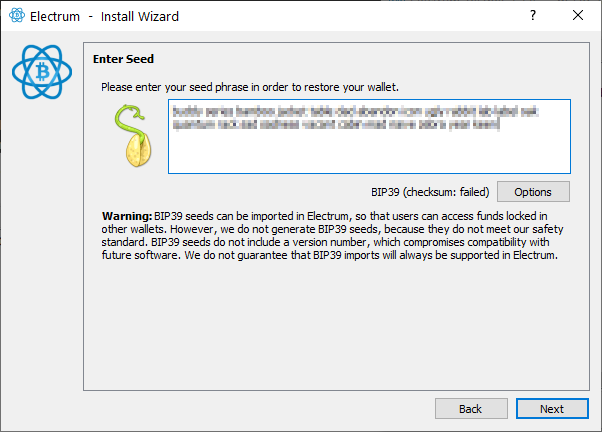 Electrum - Install Wizard
Enter Seed
Please enter your seed phrase in order to restore your wallet.
BIP39 (checksum: failed)
Options
Warning: BIP39 seeds can be imported in Electrum, so that users can access funds locked in
other wallets. However, we do not generate BIP39 seeds, because they do not meet our safety
standard. BIP39 seeds do not include a version number, which compromises compatibility with
future software. We do not guarantee that BIP39 imports will always be supported in Electrum.
Back
Next